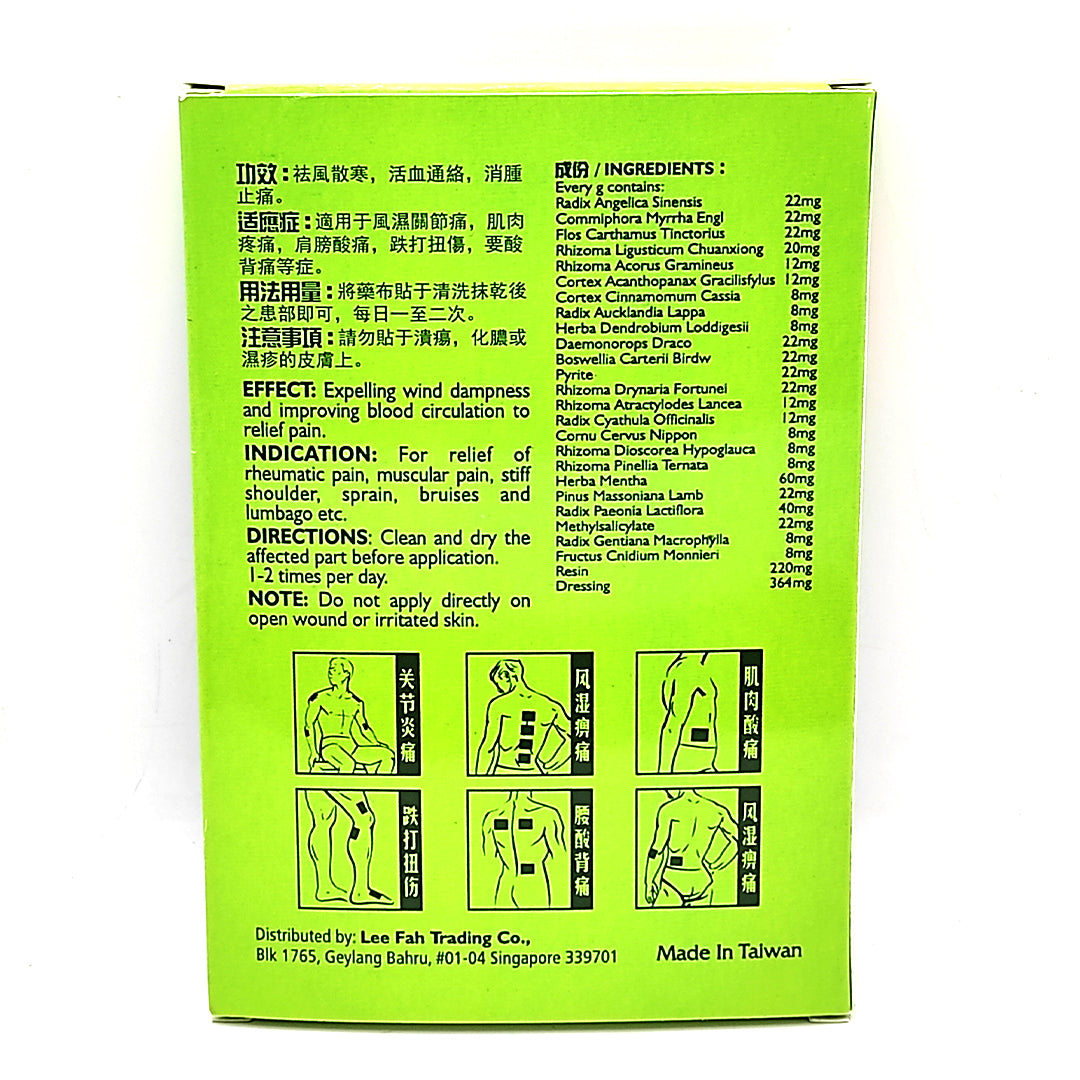 功效：祛風散寒，活血通絡，消腫
止痛。
适應症：適用于風濕關節痛，肌肉
疼痛，肩膀酸痛，跌打扭傷，要酸
背痛等症。
用法用量：將藥布貼于清洗抹乾後
之患部即可，每日一至二次。
注意事項：請勿貼于潰瘍，化膿或
濕疹的皮膚上。
EFFECT: Expelling wind dampness
and improving blood circulation to
relief pain.
INDICATION: For relief of
rheumatic pain, muscular pain, stiff
shoulder, sprain, bruises and
lumbago etc.
DIRECTIONS: Clean and dry the
affected part before application.
1-2 times per day.
NOTE: Do not apply directly on
open wound or irritated skin.
成份 / INGREDIENTS :
Every g contains:
Radix Angelica Sinensis 22mg
Commiphora Myrrha Engl 22mg
Flos Carthamus Tinctorius 22mg
Rhizoma Ligusticum Chuanxiong 20mg
Rhizoma Acorus Gramineus 12mg
Cortex Acanthopanax Gracilisfylus 12mg
Cortex Cinnamomum Cassia 8mg
Radix Aucklandia Lappa 8mg
Herba Dendrobium Loddigesii 8mg
Daemonorops Draco 22mg
Boswellia Carterii Birdw 22mg
Pyrite 22mg
Rhizoma Drynaria Fortunei 22mg
Rhizoma Atractylodes Lancea 12mg
Radix Cyathula Officinalis 12mg
Cornu Cervus Nippon 8mg
Rhizoma Dioscorea Hypoglauca 8mg
Rhizoma Pinellia Ternata 8mg
Herba Mentha 60mg
Pinus Massoniana Lamb 22mg
Radix Paeonia Lactiflora 40mg
Methylsalicylate 22mg
Radix Gentiana Macrophylla 8mg
Fructus Cnidium Monnieri 8mg
Resin 220mg
Dressing 364mg
关节炎痛
风湿痹痛
肌肉酸痛
跌打扭伤
腰酸背痛
风湿痹痛
Distributed by: Lee Fah Trading Co.,
Blk 1765, Geylang Bahru, #01-04 Singapore 339701
Made In Taiwan